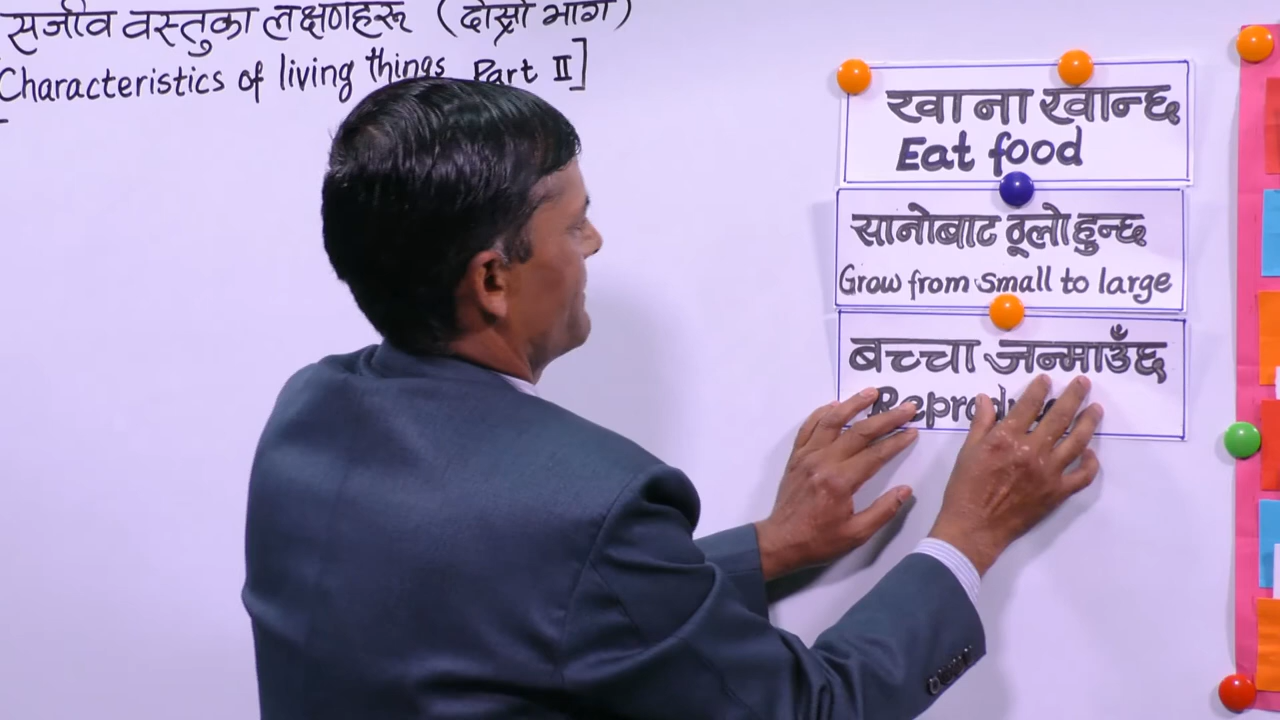 सजीव वस्तुका लक्षणहरू (दोस्रो भाग)
[Characteristics of living things Part II]
खाना खान्छ
Eat food
सानोबाट ठूलो हुन्छ
Grow from small to large
बच्चा जन्माउँछ